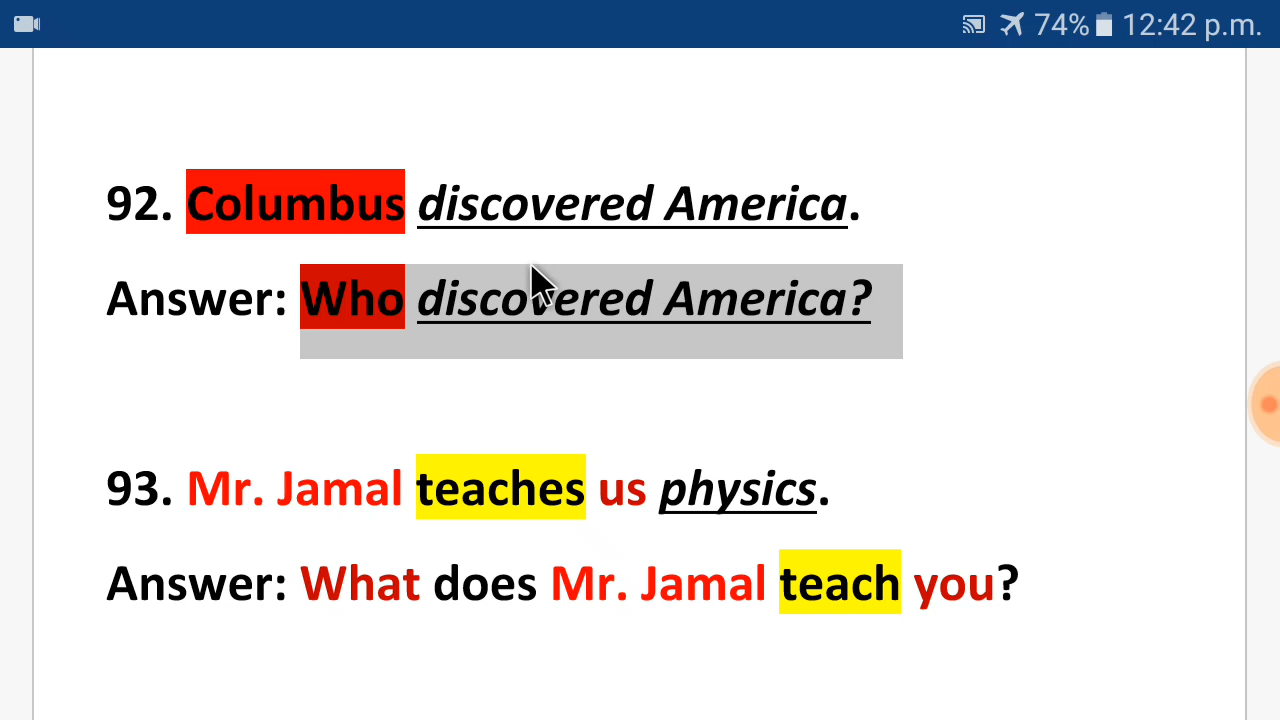 74% 12:42 p.m.
92. Columbus discovered America.
Answer: Who discovered America?
93. Mr. Jamal teaches us physics.
Answer: What does Mr. Jamal teach you?